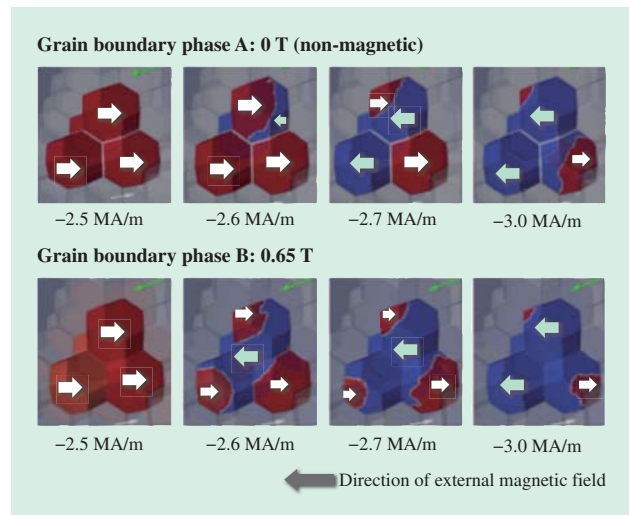 Grain boundary phase A: 0 T (non-magnetic)
−2.5 MA/m −2.6 MA/m −2.7 MA/m −3.0 MA/m
Grain boundary phase B: 0.65 T
−2.5 MA/m −2.6 MA/m −2.7 MA/m −3.0 MA/m
Direction of external magnetic field